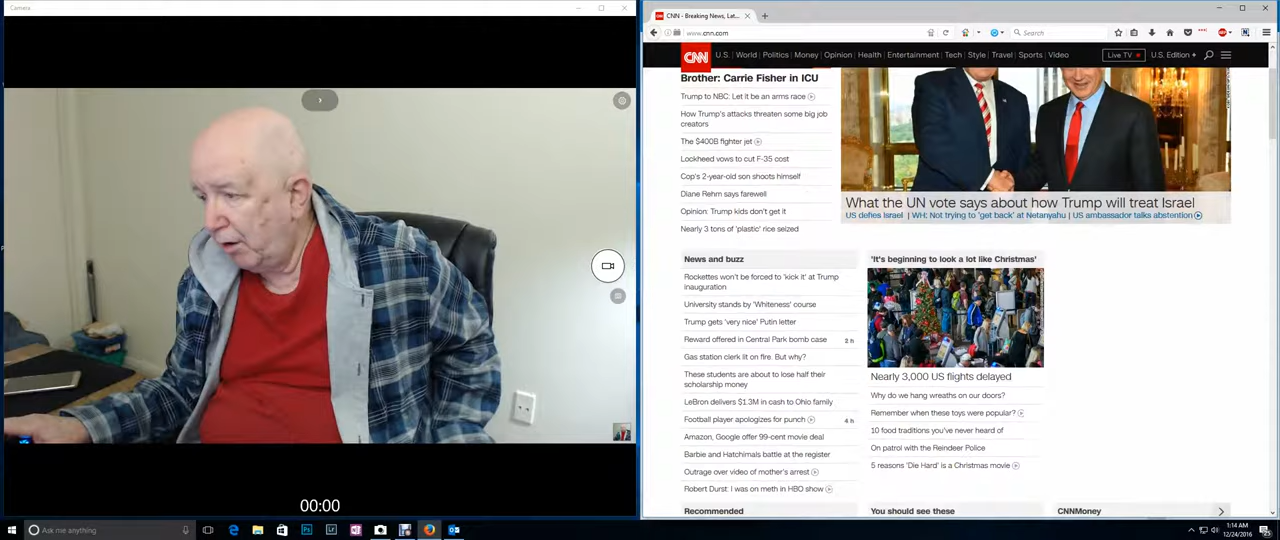 Camera
00:00
CNN - Breaking News, Lat...
www.cnn.com
Search
CNN
U.S.
World
Politics
Money
Opinion
Health
Entertainment
Tech
Style
Travel
Sports
Video
Live TV
U.S. Edition +
Brother: Carrie Fisher in ICU
Trump to NBC: Let it be an arms race
How Trump's attacks threaten some big job
creators
The $400B fighter jet
Lockheed vows to cut F-35 cost
Cop's 2-year-old son shoots himself
Diane Rehm says farewell
Opinion: Trump kids don't get it
Nearly 3 tons of 'plastic' rice seized
What the UN vote says about how Trump will treat Israel
US defies Israel | WH: Not trying to 'get back' at Netanyahu | US ambassador talks abstention
News and buzz
Rockettes won't be forced to 'kick it' at Trump
inauguration
University stands by 'Whiteness' course
Trump gets 'very nice' Putin letter
Reward offered in Central Park bomb case 2 h
Gas station clerk lit on fire. But why?
These students are about to lose half their
scholarship money
LeBron delivers $1.3M in cash to Ohio family
Football player apologizes for punch 4 h
Amazon, Google offer 99-cent movie deal
Barbie and Hatchimals battle at the register
Outrage over video of mother's arrest
Robert Durst: I was on meth in HBO show
'It's beginning to look a lot like Christmas'
Nearly 3,000 US flights delayed
Why do we hang wreaths on our doors?
Remember when these toys were popular?
10 food traditions you've never heard of
On patrol with the Reindeer Police
5 reasons 'Die Hard' is a Christmas movie
Recommended
You should see these
CNNMoney
Ask me anything
Ps
Lr
1:14 AM
12/24/2016